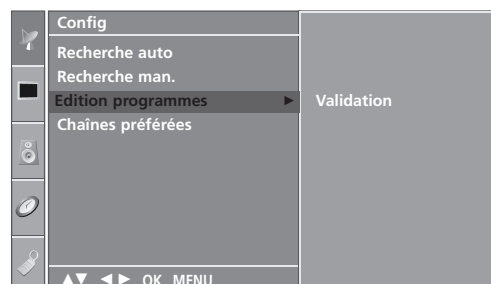 Config
Recherche auto
Recherche man.
Edition programmes ► Validation
Chaînes préférées
▲▼ ◄► OK MENU